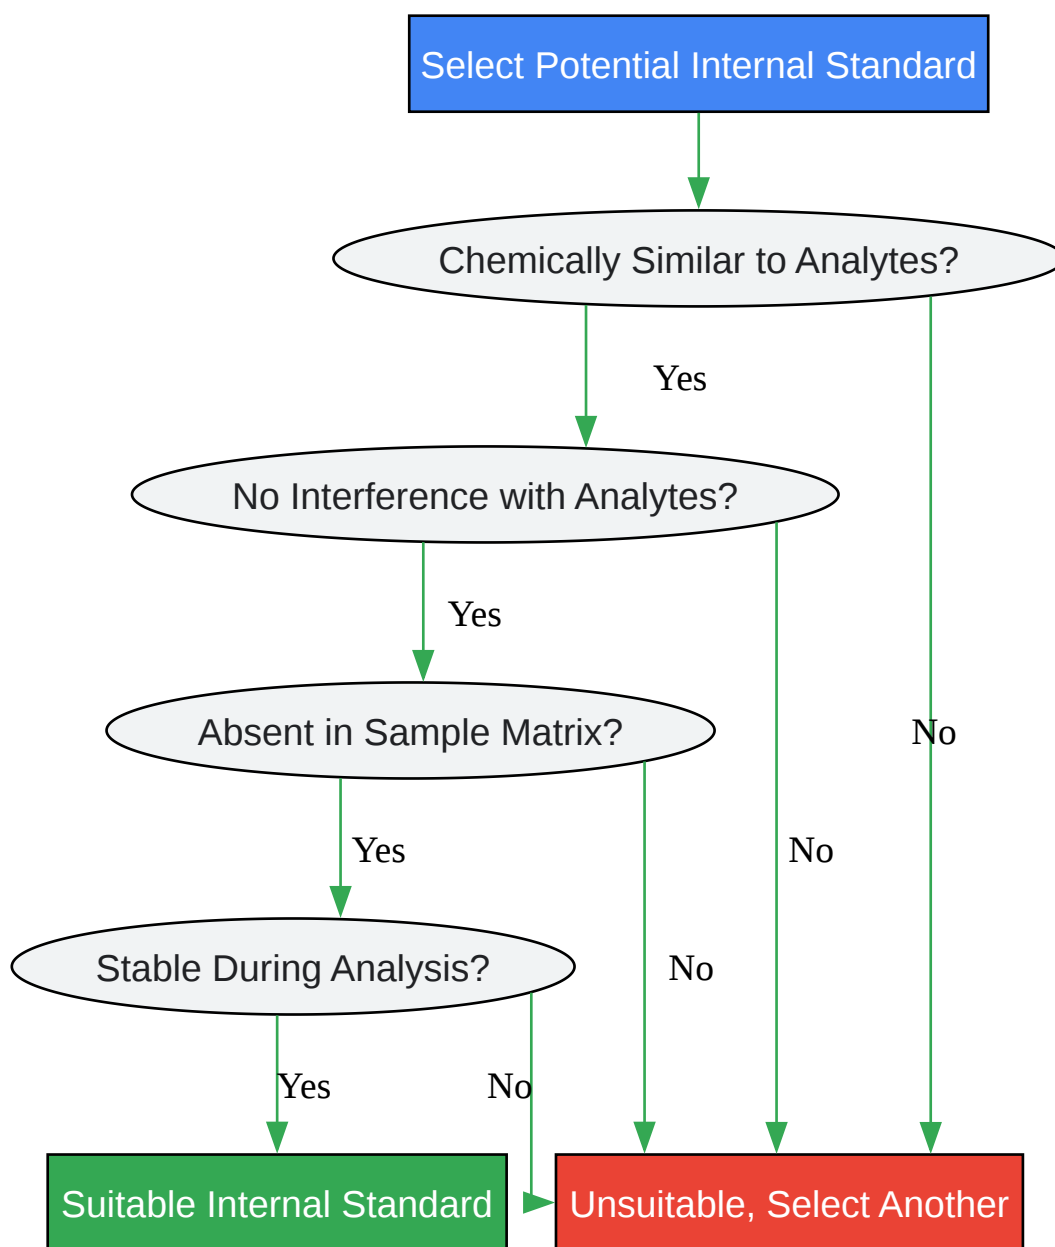 Select Potential Internal Standard
Chemically Similar to Analytes?
Yes
No Interference with Analytes?
Yes
Absent in Sample Matrix?
No
Yes
No
Stable During Analysis?
No
Yes
No
Suitable Internal Standard
Unsuitable, Select Another